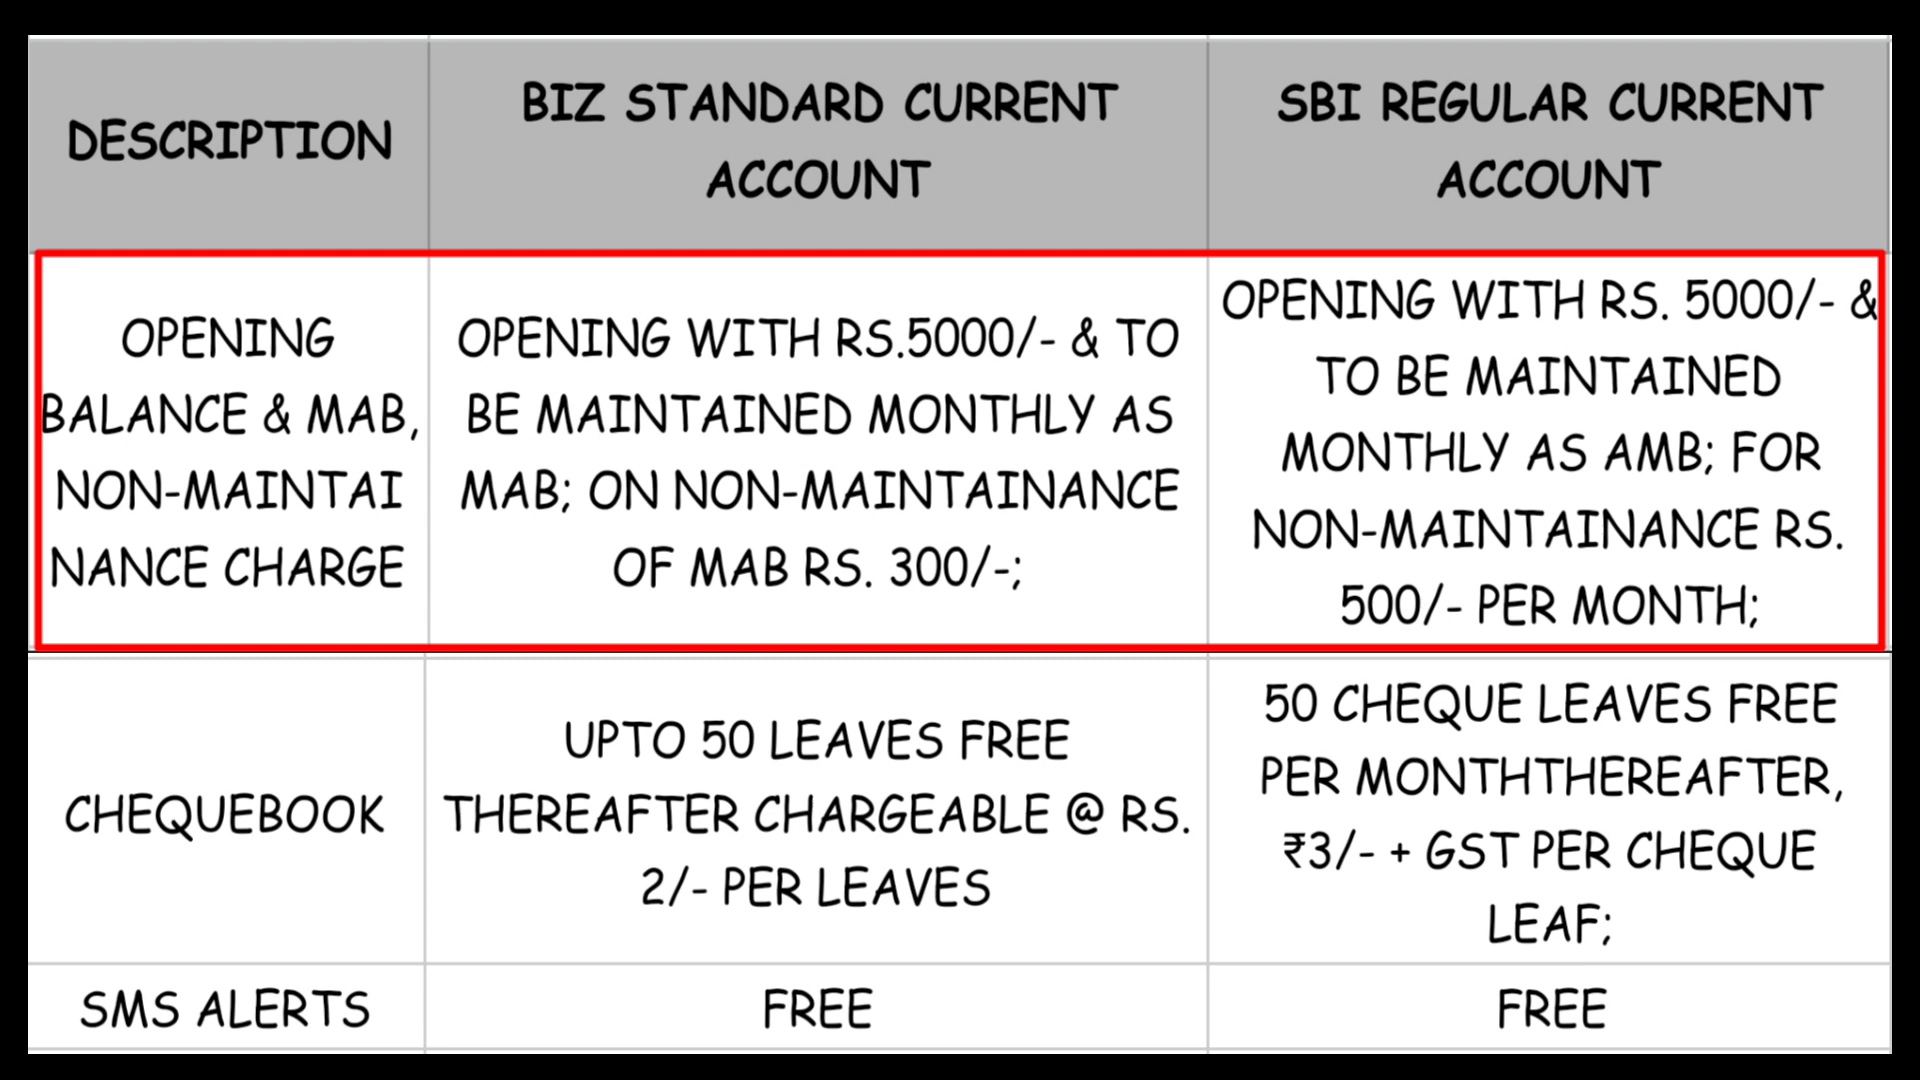 DESCRIPTION
BIZ STANDARD CURRENT
ACCOUNT
SBI REGULAR CURRENT
ACCOUNT
OPENING
BALANCE & MAB,
NON-MAINTAI
NANCE CHARGE
OPENING WITH RS.5000/- & TO
BE MAINTAINED MONTHLY AS
MAB; ON NON-MAINTAINANCE
OF MAB RS. 300/-;
OPENING WITH RS. 5000/- &
TO BE MAINTAINED
MONTHLY AS AMB; FOR
NON-MAINTAINANCE RS.
500/- PER MONTH;
CHEQUEBOOK
UPTO 50 LEAVES FREE
THEREAFTER CHARGEABLE @ RS.
2/- PER LEAVES
50 CHEQUE LEAVES FREE
PER MONTHTHEREAFTER,
₹3/- + GST PER CHEQUE
LEAF;
SMS ALERTS
FREE
FREE